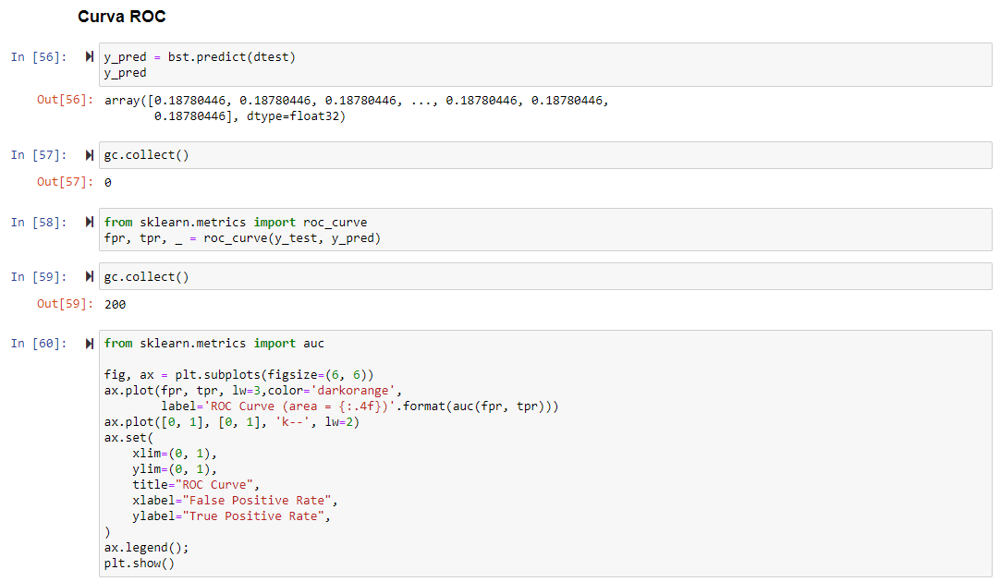 Curva ROC
In [56]: y_pred = bst.predict(dtest)
y_pred
Out[56]: array([0.18780446, 0.18780446, 0.18780446, ..., 0.18780446, 0.18780446,
0.18780446], dtype=float32)
In [57]: gc.collect()
Out[57]: 0
In [58]: from sklearn.metrics import roc_curve
fpr, tpr, _ = roc_curve(y_test, y_pred)
In [59]: gc.collect()
Out[59]: 200
In [60]: from sklearn.metrics import auc
fig, ax = plt.subplots(figsize=(6, 6))
ax.plot(fpr, tpr, lw=3,color='darkorange',
label='ROC Curve (area = {:.4f})'.format(auc(fpr, tpr)))
ax.plot([0, 1], [0, 1], 'k--', lw=2)
ax.set(
xlim=(0, 1),
ylim=(0, 1),
title="ROC Curve",
xlabel="False Positive Rate",
ylabel="True Positive Rate",
)
ax.legend();
plt.show()